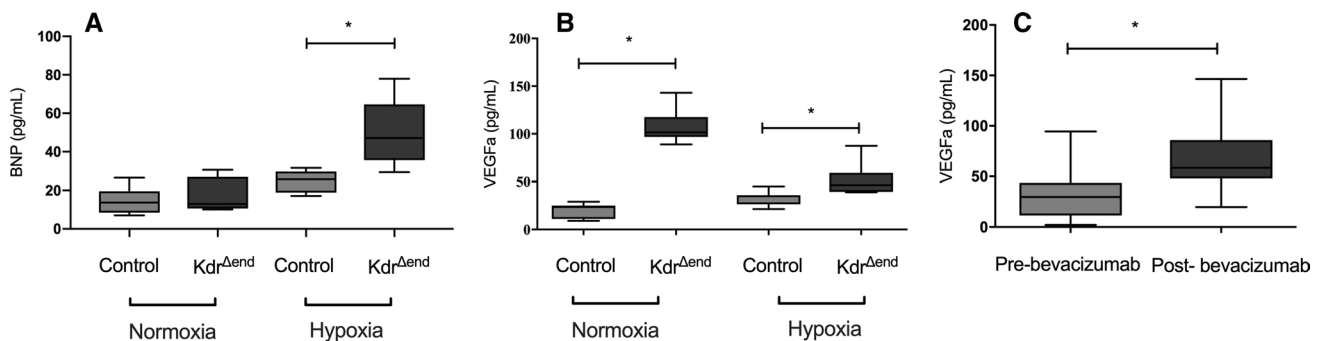 A
BNP (pg/mL)
100
80
60
40
20
0
*
Control
Kdr^Δend
Control
Kdr^Δend
Normoxia
Hypoxia
B
VEGFa (pg/mL)
200
150
100
50
0
*
*
Control
Kdr^Δend
Control
Kdr^Δend
Normoxia
Hypoxia
C
VEGFa (pg/mL)
200
150
100
50
0
*
Pre-bevacizumab
Post- bevacizumab